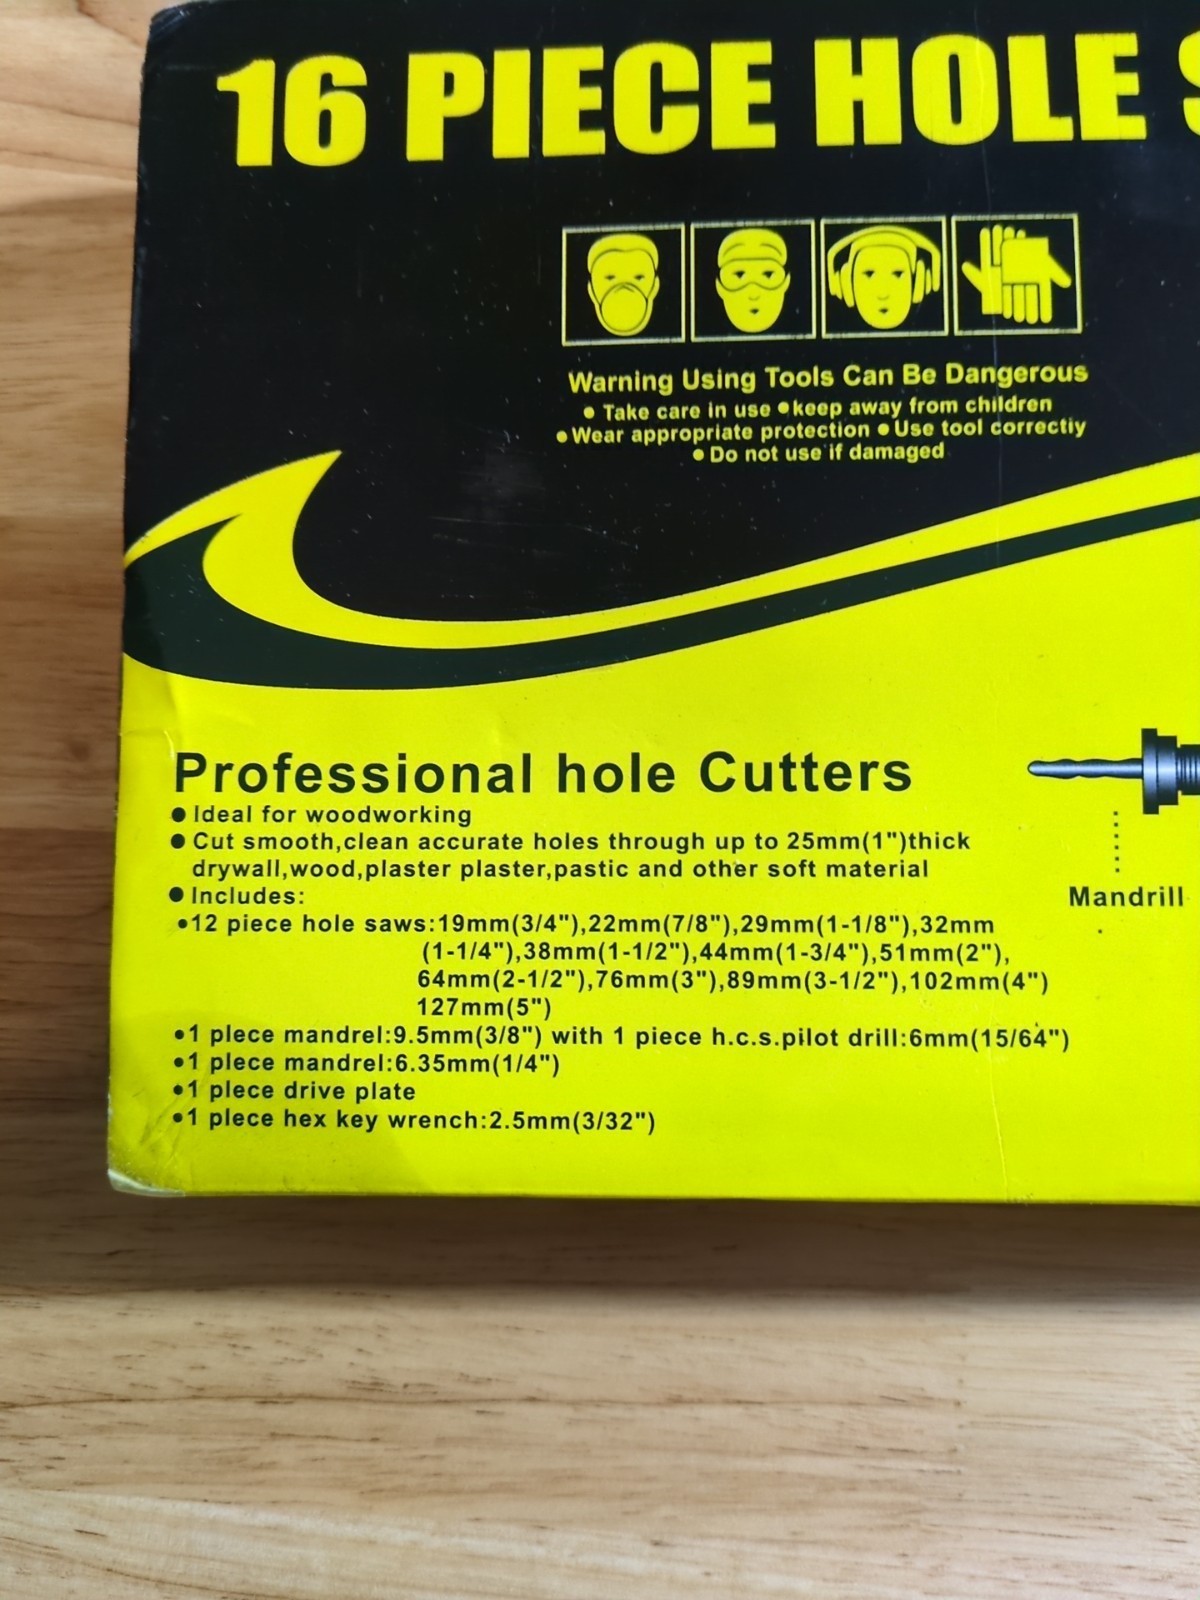 16 PIECE HOLE S
Warning Using Tools Can Be Dangerous
● Take care in use ●keep away from children
●Wear appropriate protection ●Use tool correctiy
●Do not use if damaged
Professional hole Cutters
●Ideal for woodworking
●Cut smooth,clean accurate holes through up to 25mm(1")thick
drywall,wood,plaster plaster,pastic and other soft material
●Includes:
●12 piece hole saws:19mm(3/4"),22mm(7/8"),29mm(1-1/8"),32mm
(1-1/4"),38mm(1-1/2"),44mm(1-3/4"),51mm(2"),
64mm(2-1/2"),76mm(3"),89mm(3-1/2"),102mm(4")
127mm(5")
●1 plece mandrel:9.5mm(3/8") with 1 piece h.c.s.pilot drill:6mm(15/64")
●1 plece mandrel:6.35mm(1/4")
●1 plece drive plate
●1 plece hex key wrench:2.5mm(3/32")
Mandrill